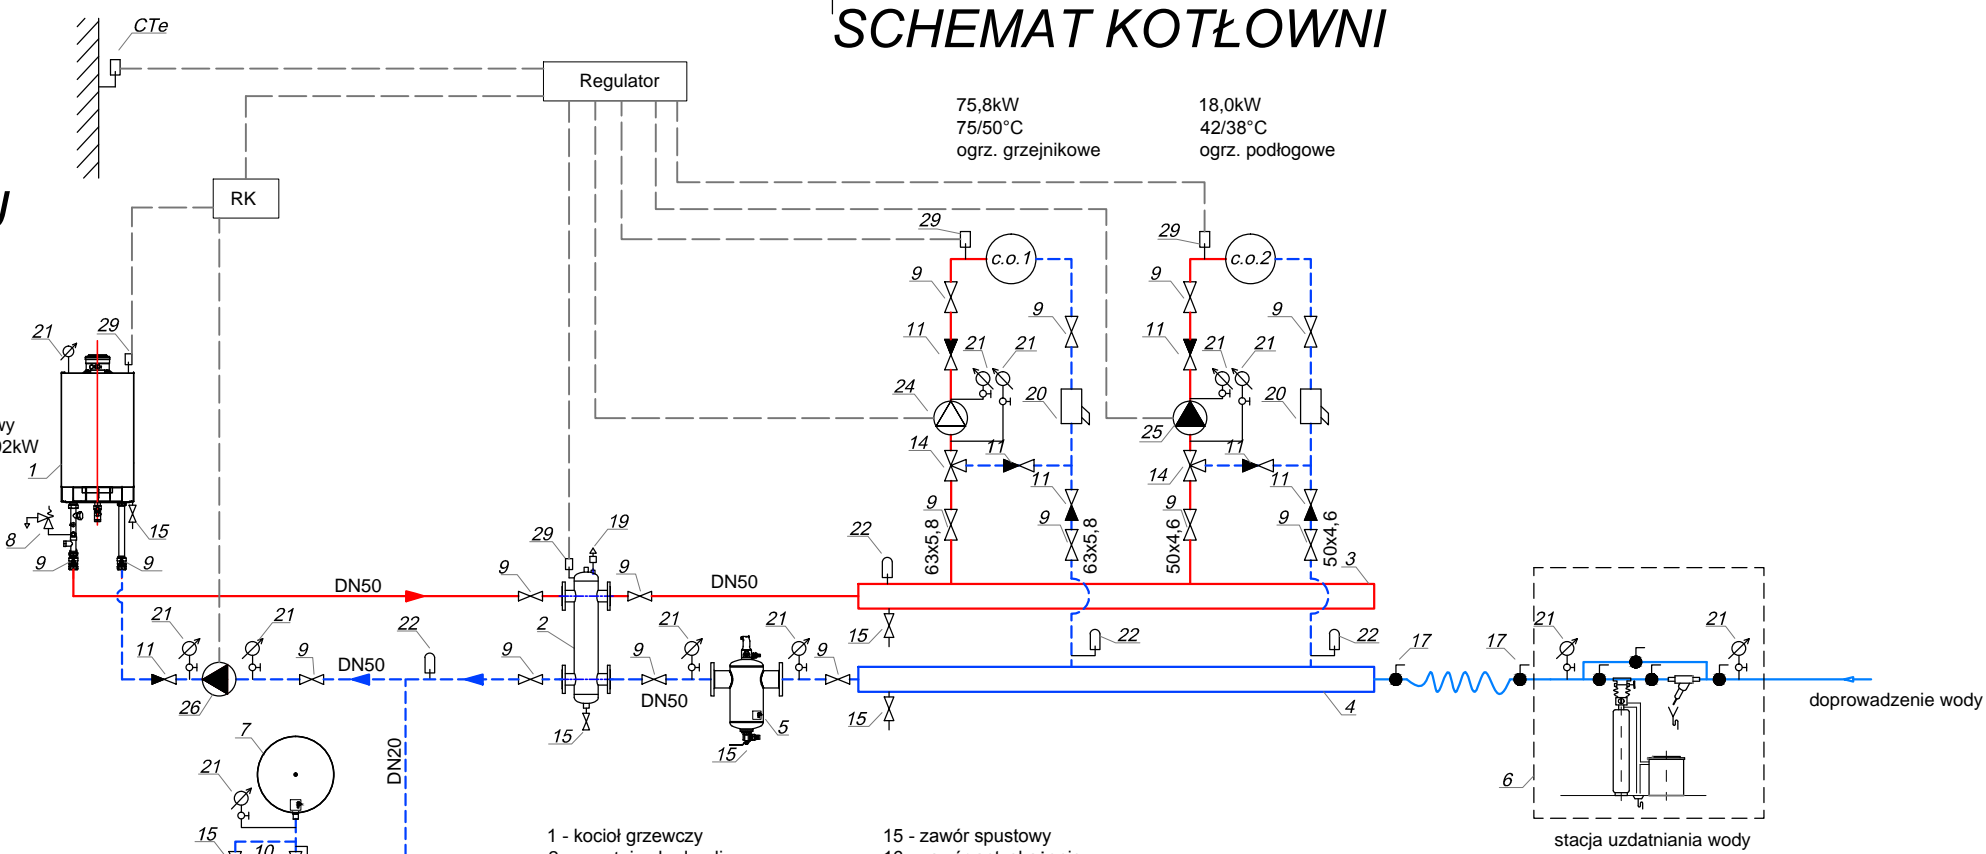 SCHEMAT KOTŁOWNI
CTe
Regulator
75,8kW
75/50°C
ogrz. grzejnikowe
18,0kW
42/38°C
ogrz. podłogowe
RK
29
c.o.1
29
c.o.2
9
9
9
9
11
21
21
11
21
21
24
20
25
20
14
11
14
11
11
11
9
9
9
9
63x5,8
63x5,8
50x4,6
50x4,6
21
29
1
8
15
9
9
DN50
9
29
19
9
DN50
22
3
15
2
21
21
11
26
9
DN50
22
9
9
DN50
21
21
9
5
15
15
15
4
22
22
17
17
21
21
doprowadzenie wody
6
stacja uzdatniania wody
7
21
15
10
DN20
1 - kocioł grzewczy
15 - zawór spustowy